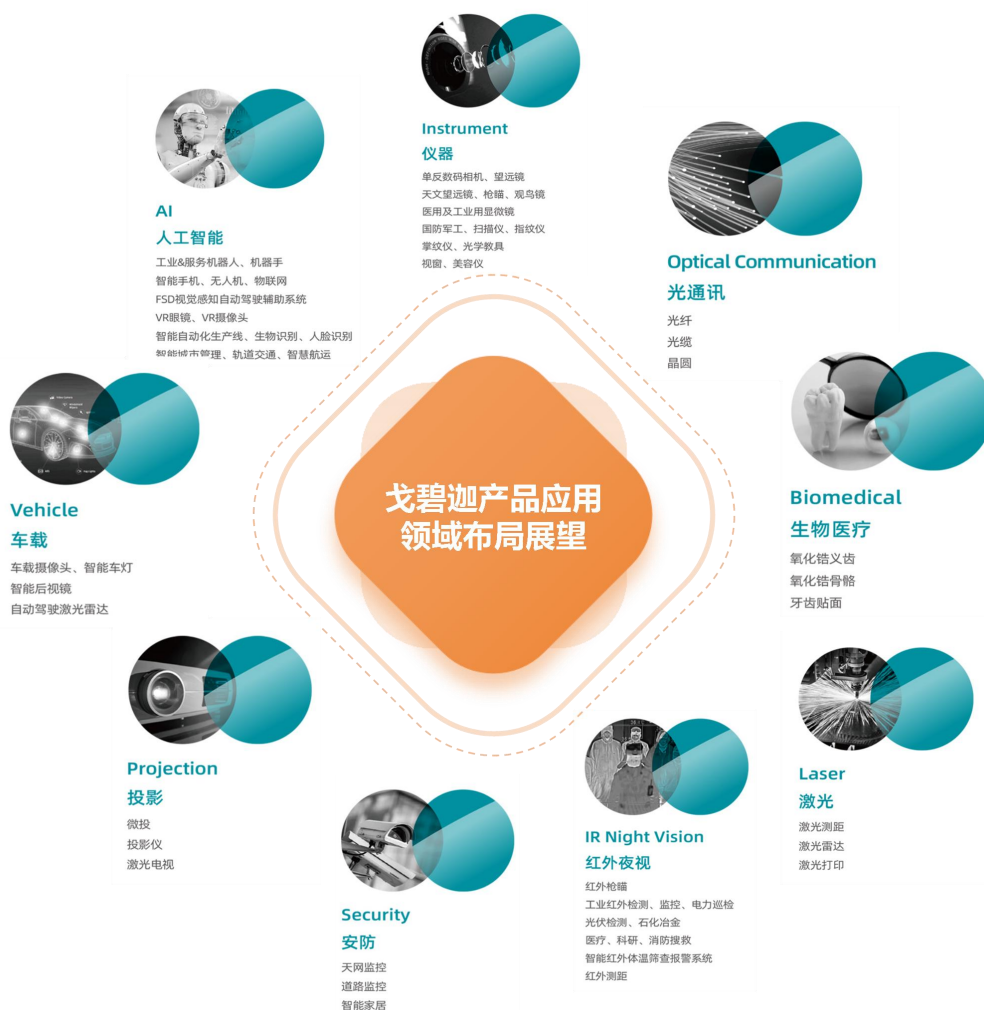 Instrument
仪器
单反数码相机、望远镜
天文望远镜、枪瞄、观鸟镜
医用及工业用显微镜
国防军工、扫描仪、指纹仪
掌纹仪、光学教具
视窗、美容仪
AI
人工智能
工业&服务机器人、机器手
智能手机、无人机、物联网
FSD视觉感知自动驾驶辅助系统
VR眼镜、VR摄像头
智能自动化生产线、生物识别、人脸识别
智能城市管理、轨道交通、智慧航运
Optical Communication
光通讯
光纤
光缆
晶圆
Vehicle
车载
车载摄像头、智能车灯
智能后视镜
自动驾驶激光雷达
戈碧迦产品应用
领域布局展望
Biomedical
生物医疗
氧化锆义齿
氧化锆骨骼
牙齿贴面
Projection
投影
微投
投影仪
激光电视
Laser
激光
激光测距
激光雷达
激光打印
IR Night Vision
红外夜视
红外枪瞄
工业红外检测、监控、电力巡检
光伏检测、石化冶金
医疗、科研、消防搜救
智能红外体温筛查报警系统
红外测距
Security
安防
天网监控
道路监控
智能家居